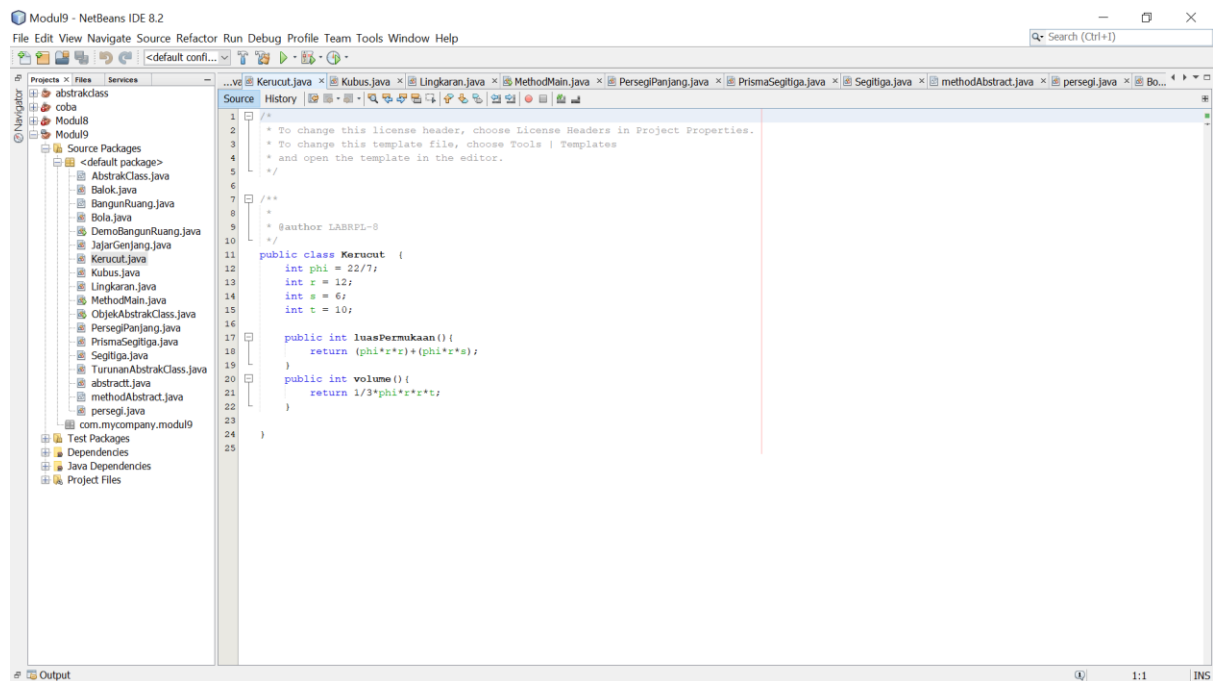 Modul9 - NetBeans IDE 8.2
File Edit View Navigate Source Refactor Run Debug Profile Team Tools Window Help
Search (Ctrl+I)
<default confi...
Projects Files Services
...va Kerucut.java Kubus.java Lingkaran.java MethodMain.java PersegiPanjang.java PrismaSegitiga.java Segitiga.java methodAbstract.java persegi.java Bo...
Source History
Navigator
abstrakclass
coba
Modul8
Modul9
Source Packages
<default package>
AbstrakClass.java
Balok.java
BangunRuang.java
Bola.java
DemoBangunRuang.java
JajarGenjang.java
Kerucut.java
Kubus.java
Lingkaran.java
MethodMain.java
ObjekAbstrakClass.java
PersegiPanjang.java
PrismaSegitiga.java
Segitiga.java
TurunanAbstrakClass.java
abstractt.java
methodAbstract.java
persegi.java
com.mycompany.modul9
Test Packages
Dependencies
Java Dependencies
Project Files
1 /*
2 * To change this license header, choose License Headers in Project Properties.
3 * To change this template file, choose Tools | Templates
4 * and open the template in the editor.
5 */
6
7 /**
8 *
9 * @author LABRPL-8
10 */
11 public class Kerucut {
12 int phi = 22/7;
13 int r = 12;
14 int s = 6;
15 int t = 10;
16
17 public int luasPermukaan(){
18 return (phi*r*r)+(phi*r*s);
19 }
20 public int volume(){
21 return 1/3*phi*r*r*t;
22 }
23
24 }
25
Output
1:1 INS